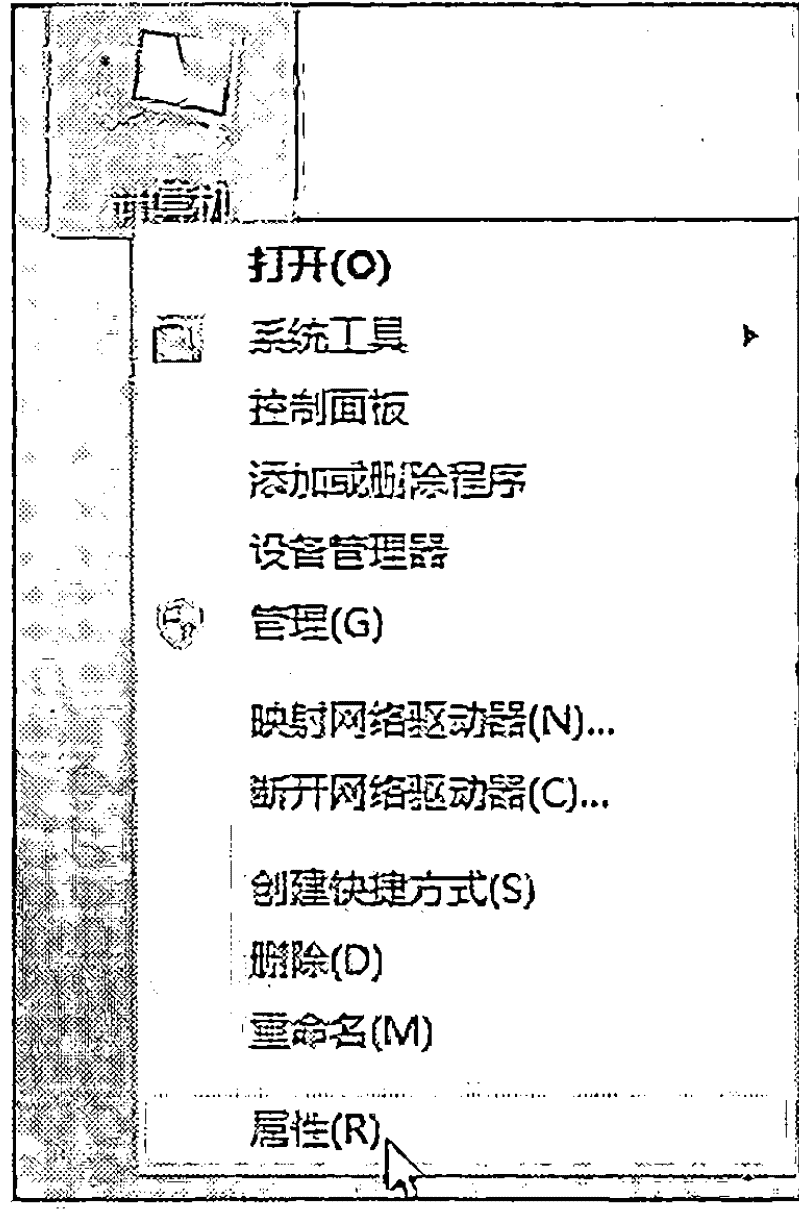 打开(O)
系统工具
控制面板
添加或删除程序
设备管理器
管理(G)
映射网络驱动器(N)...
断开网络驱动器(C)...
创建快捷方式(S)
删除(D)
重命名(M)
属性(R)